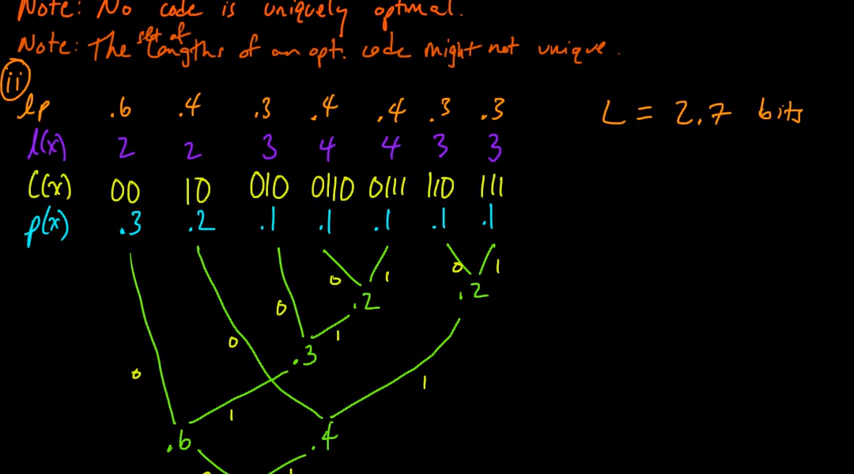 Note: No code is uniquely optimal.
Note: The set of lengths of an opt. code might not unique.
(ii)
lp .6 .4 .3 .4 .4 .3 .3 L = 2.7 bits
l(x) 2 2 3 4 4 3 3
C(x) 00 10 010 0110 0111 110 111
p(x) .3 .2 .1 .1 .1 .1 .1
0 1 0 1
.2 .2
0 1
0 .3
0 1 1
.6 .4
1